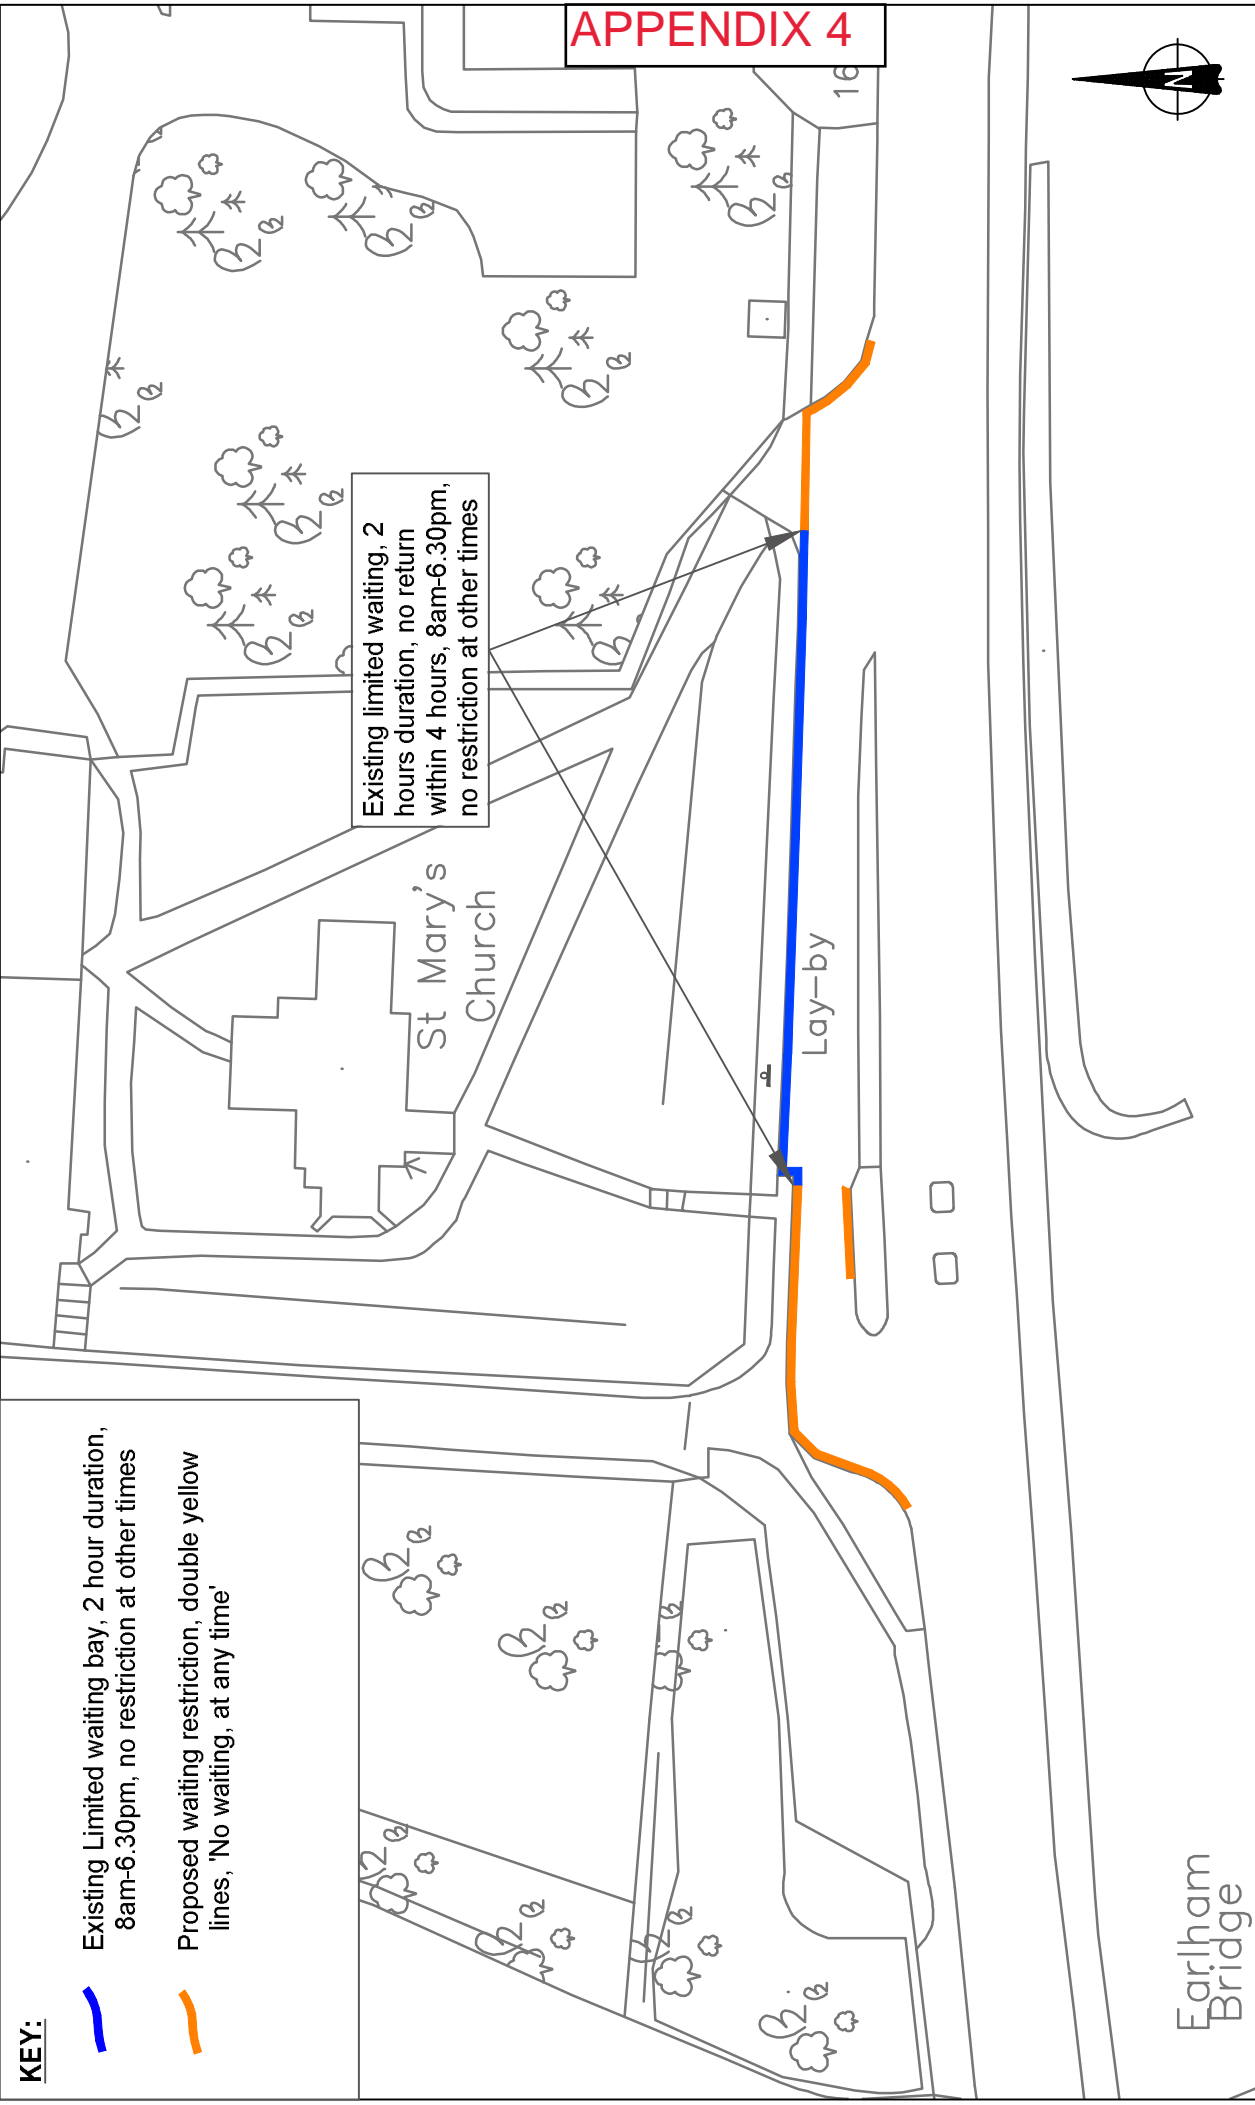 APPENDIX 4
N
16
Existing limited waiting, 2
hours duration, no return
within 4 hours, 8am-6.30pm,
no restriction at other times
St Mary's
Church
Lay-by
KEY:
Existing Limited waiting bay, 2 hour duration,
8am-6.30pm, no restriction at other times
Proposed waiting restriction, double yellow
lines, 'No waiting, at any time'
Earlham
Bridge